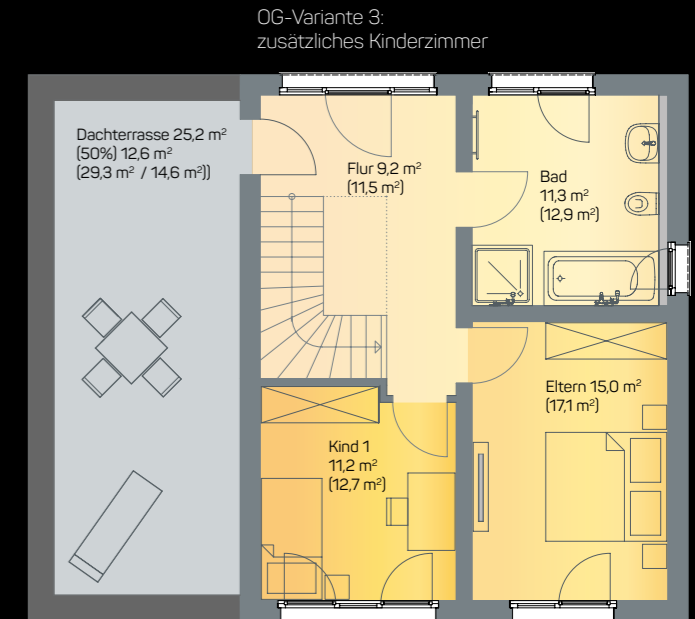 OG-Variante 3:
zusätzliches Kinderzimmer
Dachterrasse 25,2 m²
(50%) 12,6 m²
(29,3 m² / 14,6 m²))
Flur 9,2 m²
(11,5 m²)
Bad
11,3 m²
(12,9 m²)
Eltern 15,0 m²
(17,1 m²)
Kind 1
11,2 m²
(12,7 m²)